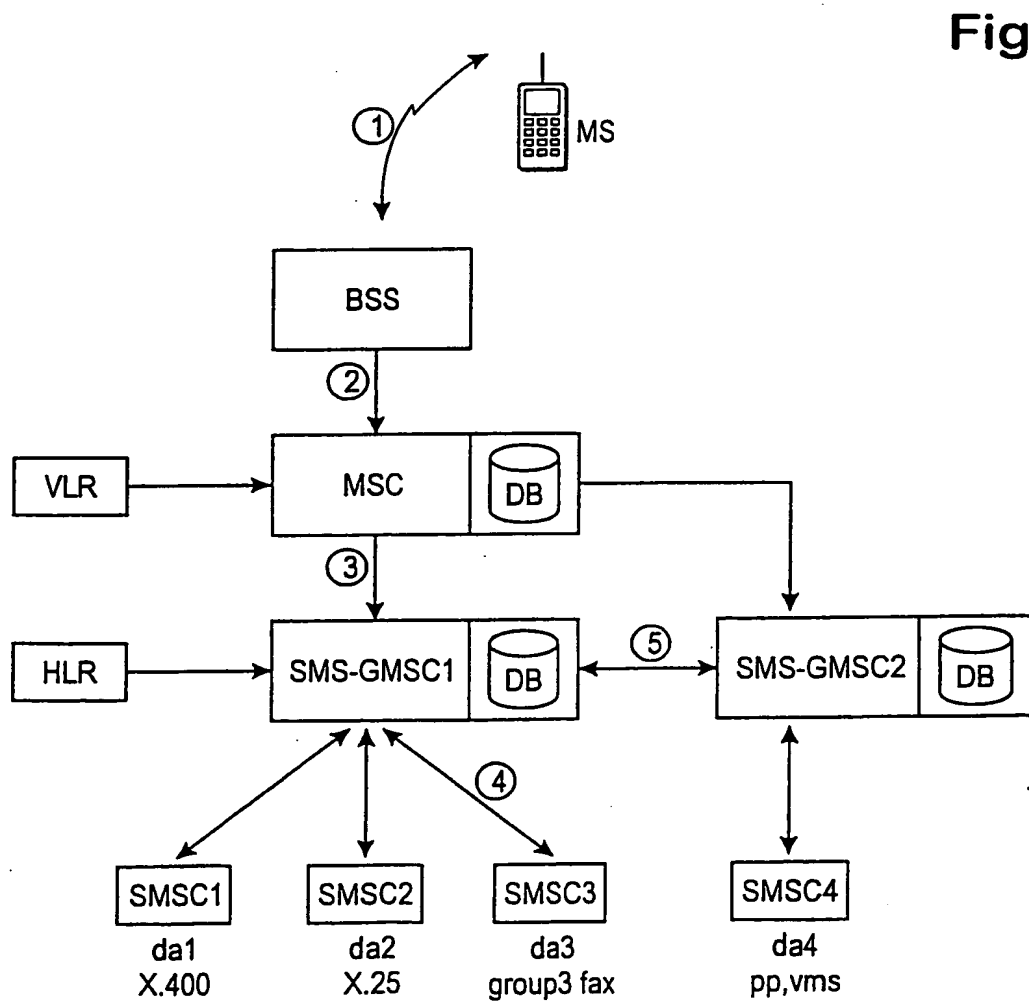 Fig
1
MS
BSS
2
VLR
MSC
DB
3
HLR
SMS-GMSC1
DB
5
SMS-GMSC2
DB
4
SMSC1
SMSC2
SMSC3
SMSC4
da1
da2
da3
da4
X.400
X.25
group3 fax
pp,vms